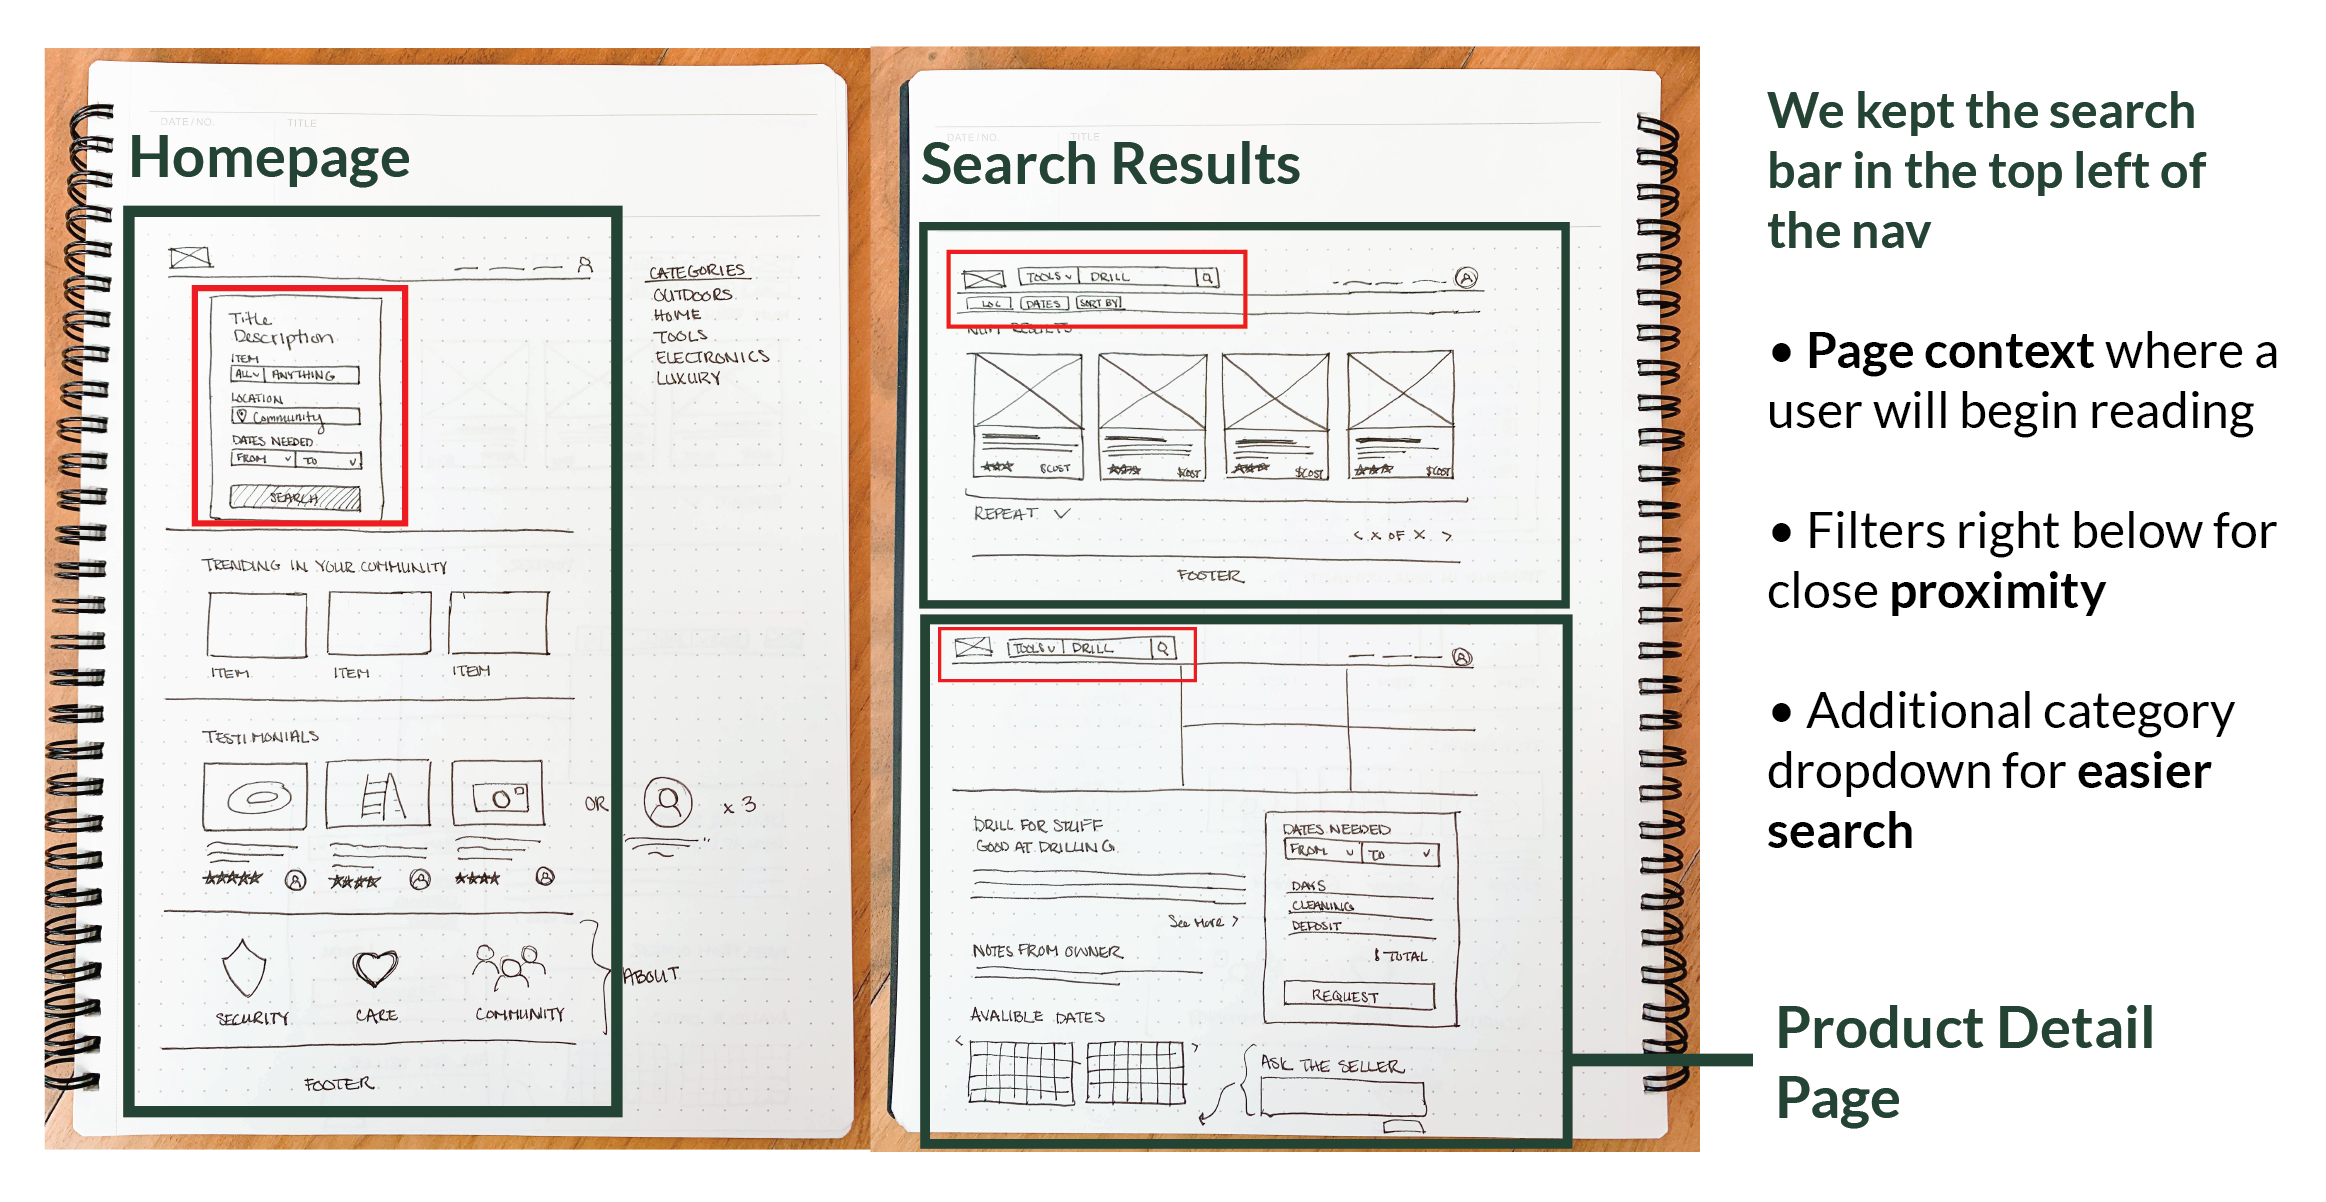 DATE/NO.
TITLE
Homepage
CATEGORIES
OUTDOORS
HOME
TOOLS
ELECTRONICS
LUXURY
Title
Description
ITEM
ALL ANYTHING
LOCATION
Community
DATES NEEDED
FROM TO
SEARCH
TRENDING IN YOUR COMMUNITY
ITEM ITEM ITEM
TESTIMONIALS
OR
x 3
"
SECURITY CARE COMMUNITY
ABOUT
FOOTER
DATE/NO.
TITLE
Search Results
TOOLS DRILL
LOC DATES SORT BY
RESULTS
$COST $COST $COST $COST
REPEAT
< X OF X >
FOOTER
TOOLS DRILL
DRILL FOR STUFF
GOOD AT DRILLING
See More >
NOTES FROM OWNER
AVALIBLE DATES
< >
DATES NEEDED
FROM TO
DAYS
CLEANING
DEPOSIT
$ TOTAL
REQUEST
ASK THE SELLER
We kept the search
bar in the top left of
the nav
• Page context where a
user will begin reading
• Filters right below for
close proximity
• Additional category
dropdown for easier
search
Product Detail
Page